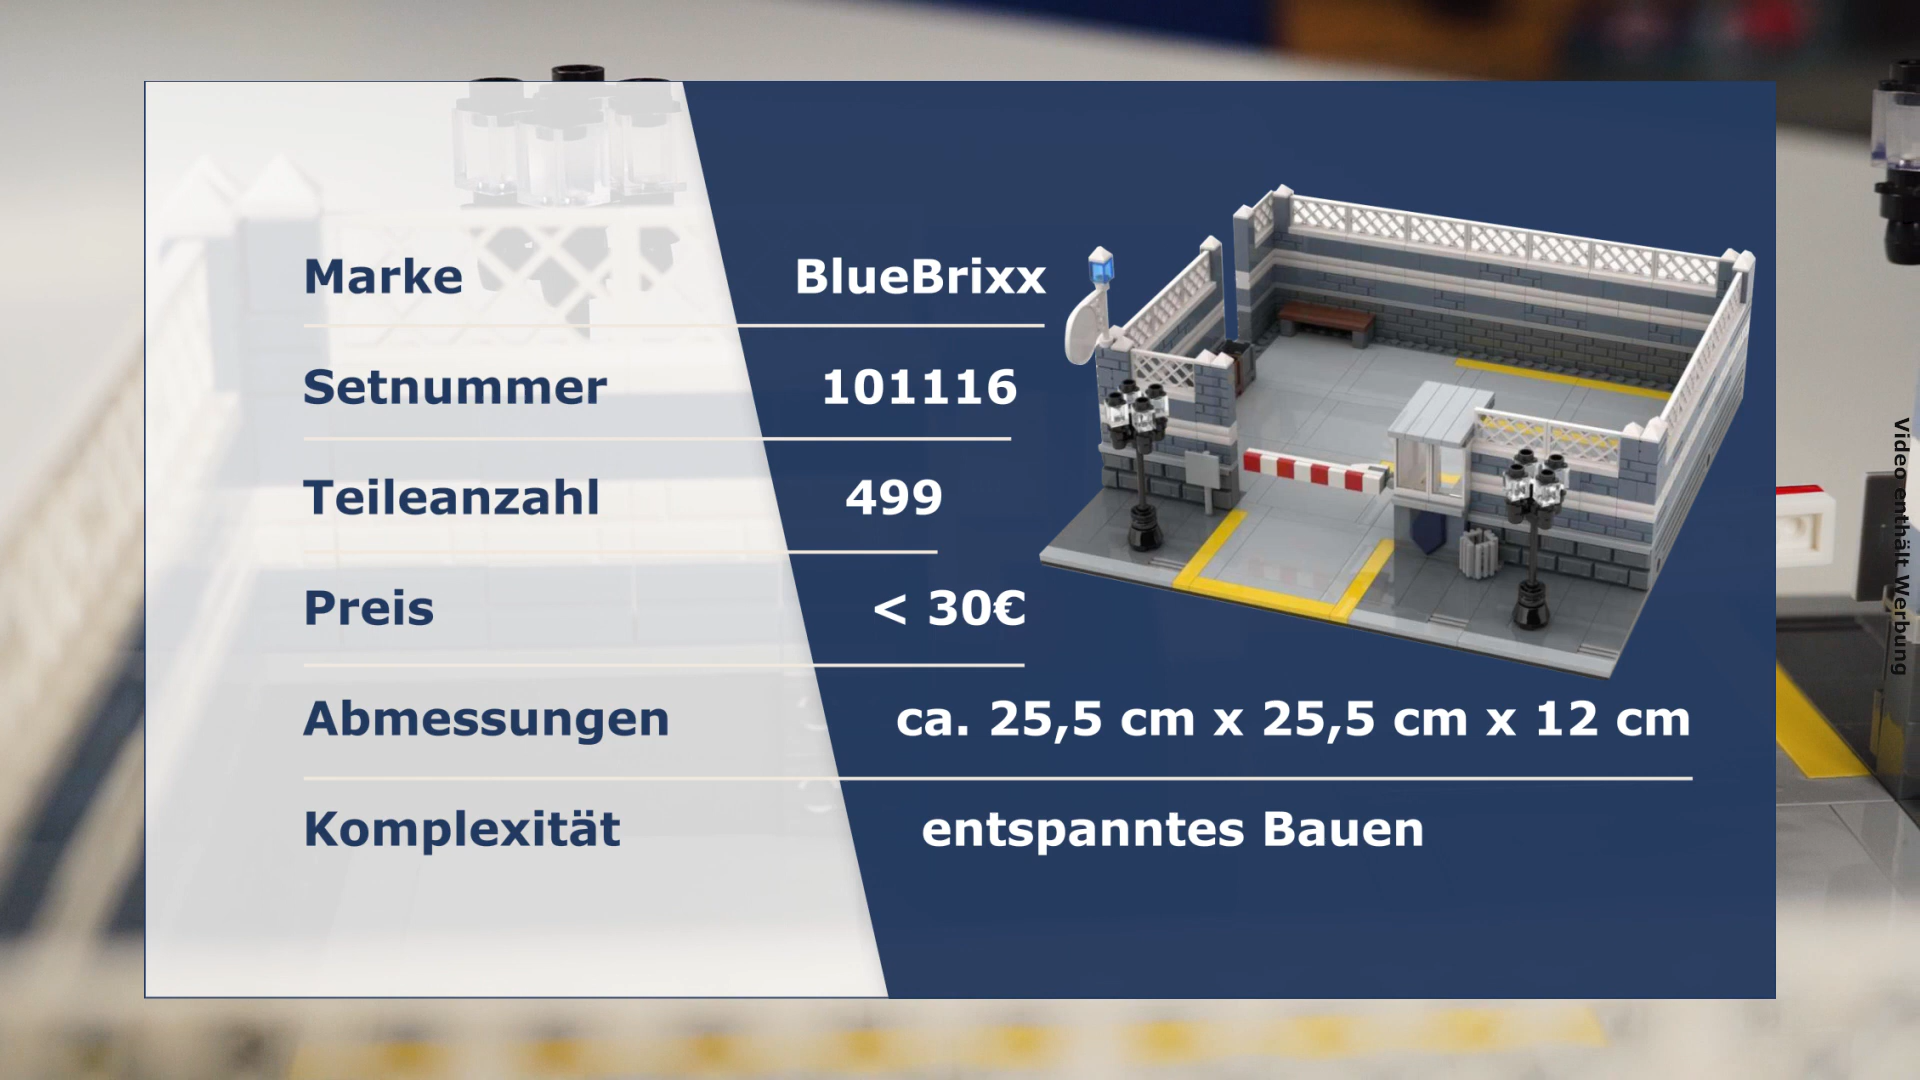 Marke BlueBrixx
Setnummer 101116
Teileanzahl 499
Preis < 30€
Abmessungen ca. 25,5 cm x 25,5 cm x 12 cm
Komplexität entspanntes Bauen
Video enthält Werbung